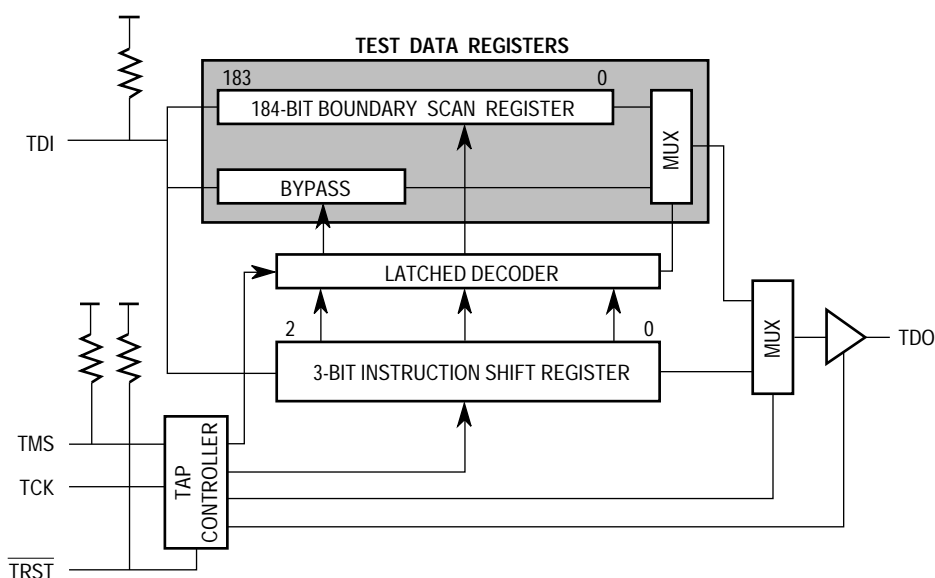 TEST DATA REGISTERS
183 0
184-BIT BOUNDARY SCAN REGISTER
TDI
MUX
BYPASS
LATCHED DECODER
2 0
3-BIT INSTRUCTION SHIFT REGISTER
MUX
TDO
TMS
TCK
TAP
CONTROLLER
TRST